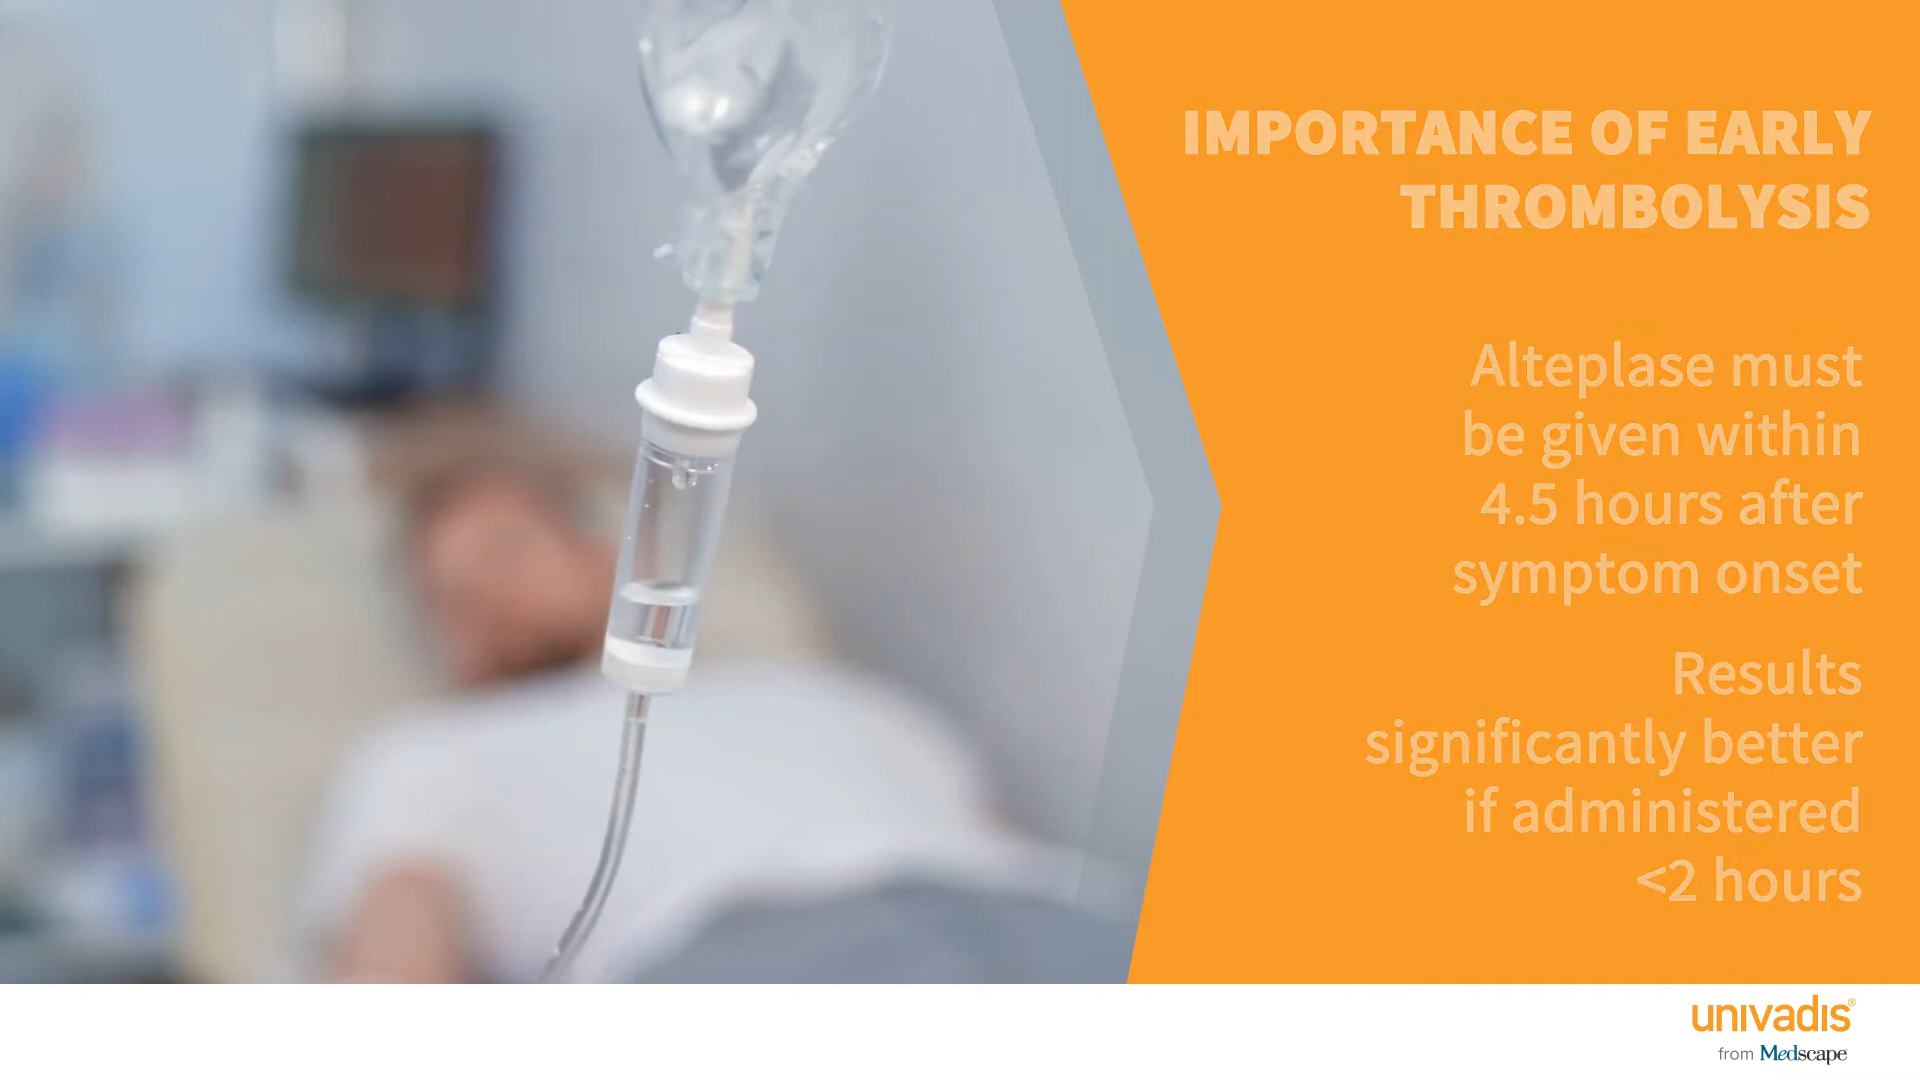 IMPORTANCE OF EARLY
THROMBOLYSIS
Alteplase must
be given within
4.5 hours after
symptom onset
Results
significantly better
if administered
<2 hours
univadis®
from Medscape